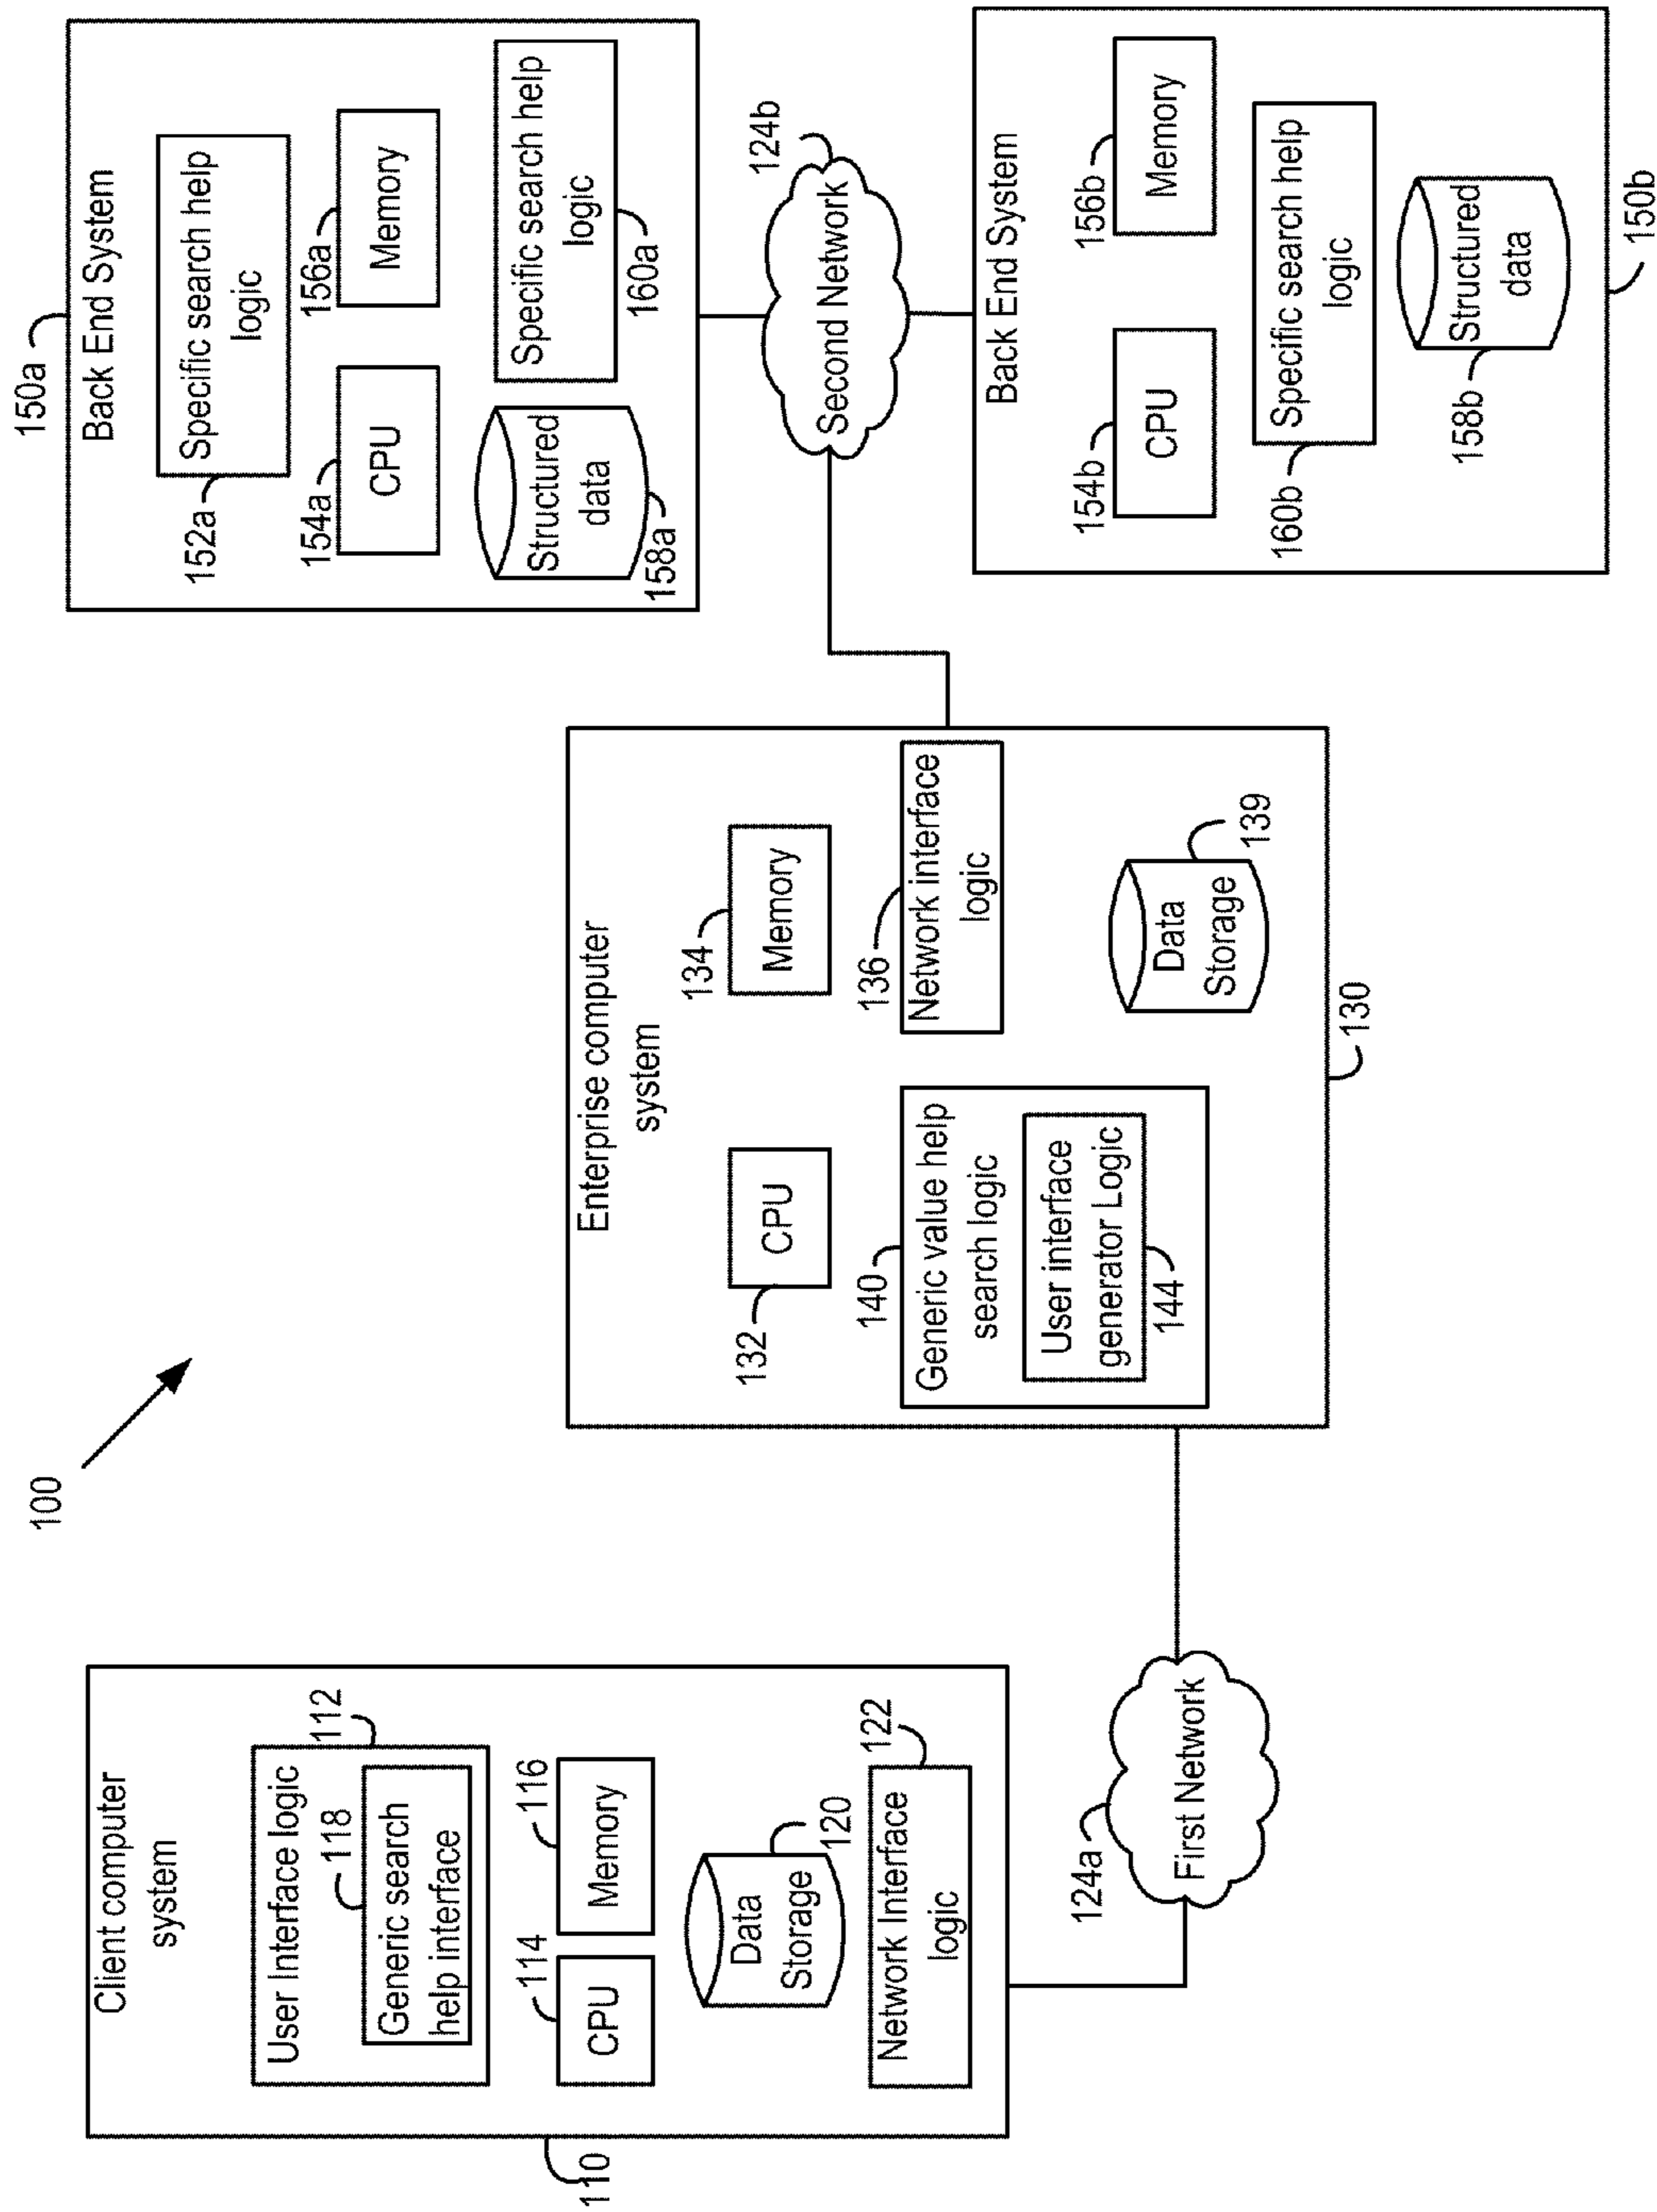 100
Client computer
system
User Interface logic
112
118
Generic search
help interface
114
CPU
116
Memory
Data
Storage
120
Network Interface
logic
122
110
124a
First Network
Enterprise computer
system
132
CPU
134
Memory
140
Generic value help
search logic
User interface
generator Logic
144
136
Network interface
logic
Data
Storage
139
130
150a
Back End System
Specific search help
logic
152a
154a
CPU
156a
Memory
Structured
data
158a
Specific search help
logic
160a
Second Network
124b
Back End System
154b
CPU
156b
Memory
Specific search help
logic
160b
Structured
data
158b
150b